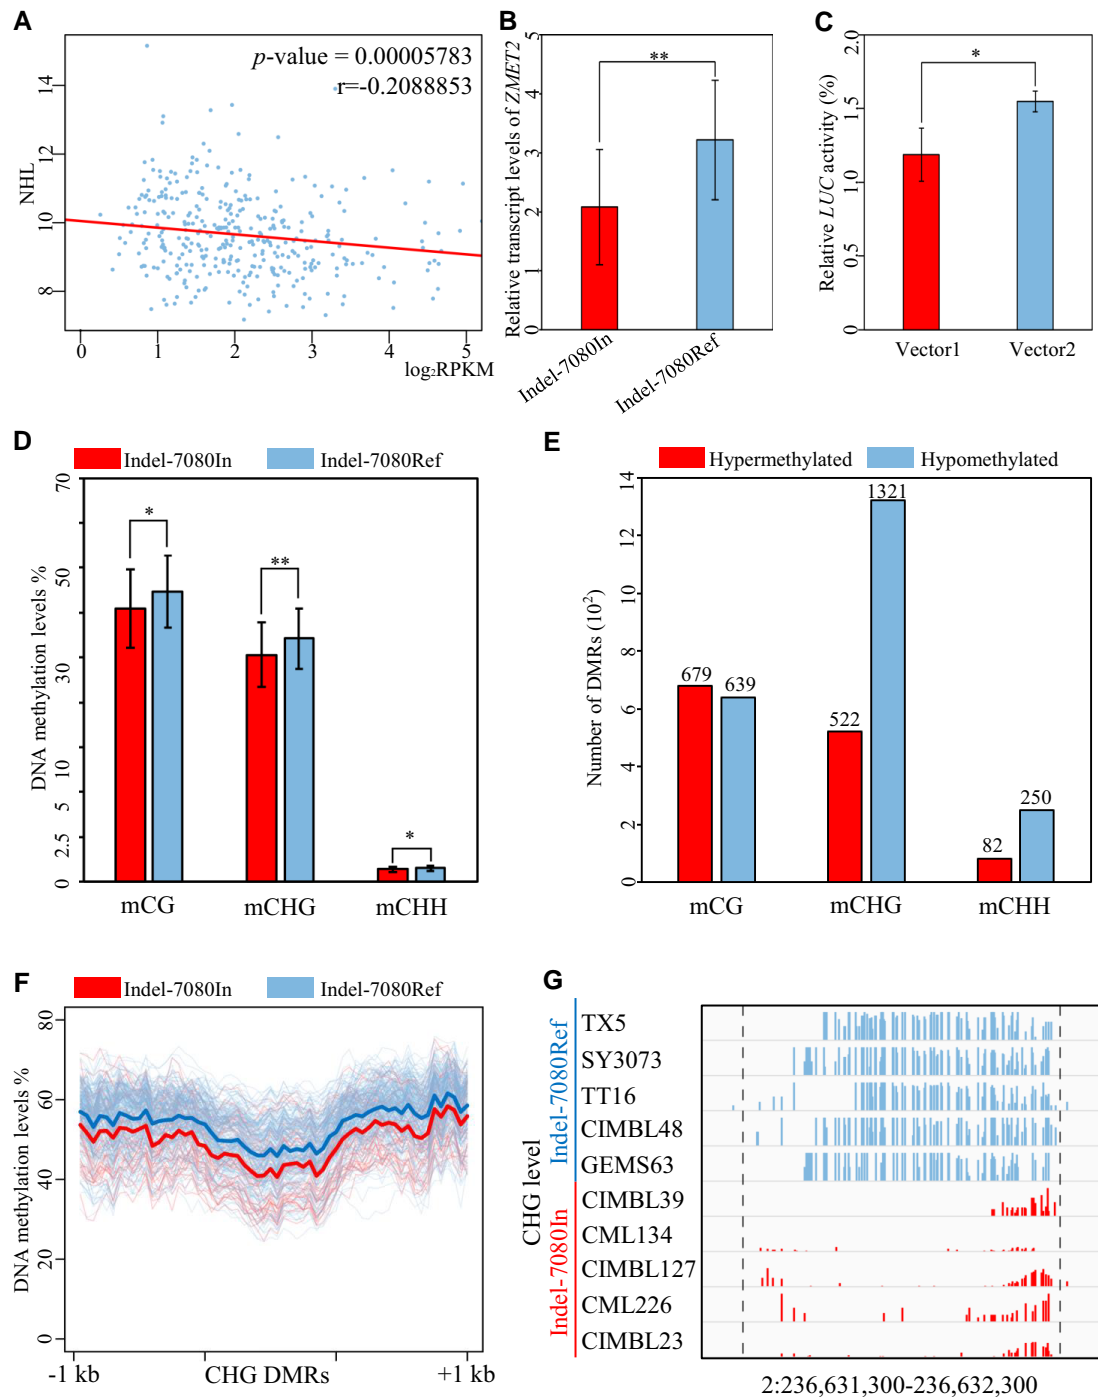 A
p-value = 0.00005783
r=-0.2088853
NHL
14
12
10
8
0 1 2 3 4 5
log₂RPKM
B
Relative transcript levels of ZMET2
5
4
3
2
1
0
**
Indel-7080In
Indel-7080Ref
C
Relative LUC activity (%)
2.0
1.5
1.0
0.5
0
*
Vector1 Vector2
D
Indel-7080In Indel-7080Ref
DNA methylation levels %
70
50
30
10
5
2.5
0
*
**
*
mCG mCHG mCHH
E
Hypermethylated Hypomethylated
Number of DMRs (10²)
14
12
8
6
4
2
0
679 639
522 1321
82 250
mCG mCHG mCHH
F
Indel-7080In Indel-7080Ref
DNA methylation levels %
80
60
40
20
0
-1 kb CHG DMRs +1 kb
G
CHG level
Indel-7080Ref
Indel-7080In
TX5
SY3073
TT16
CIMBL48
GEMS63
CIMBL39
CML134
CIMBL127
CML226
CIMBL23
2:236,631,300-236,632,300